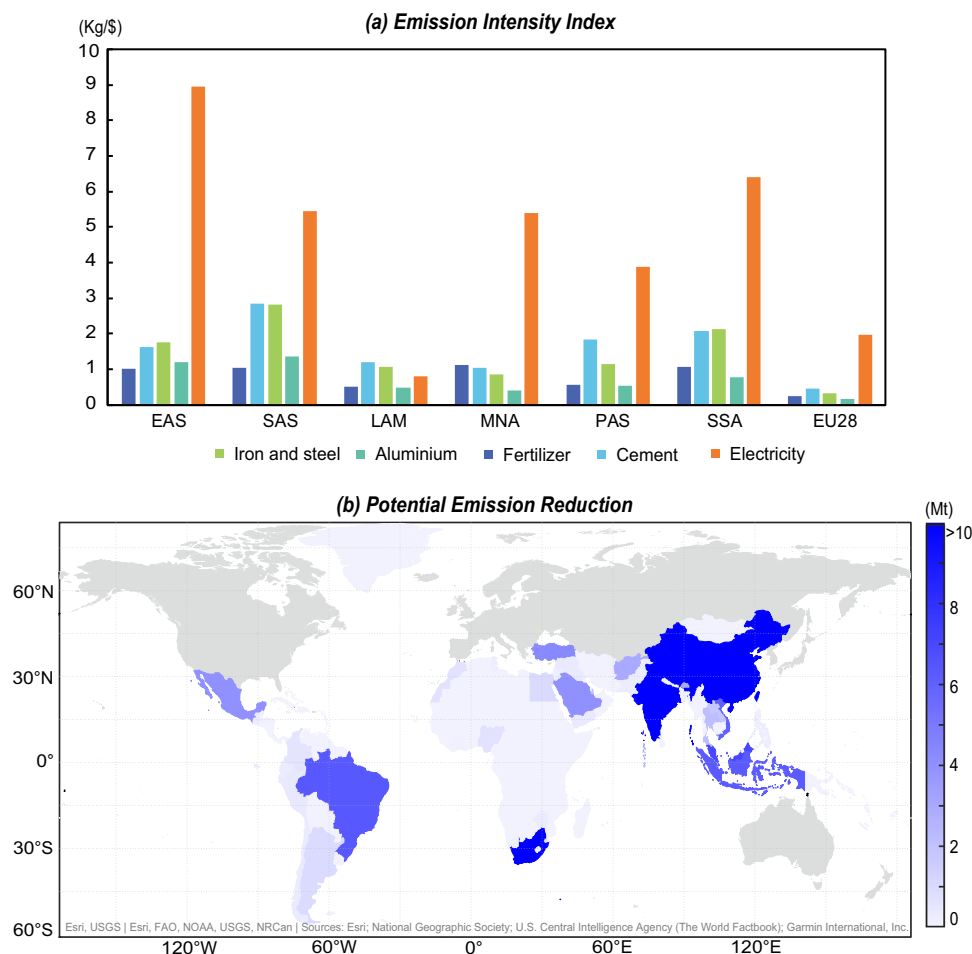 (a) Emission Intensity Index
(Kg/$)
10
9
8
7
6
5
4
3
2
1
0
EAS SAS LAM MNA PAS SSA EU28
Iron and steel Aluminium Fertilizer Cement Electricity
(b) Potential Emission Reduction
(Mt)
>10
8
6
4
2
0
60°N
30°N
0°
30°S
60°S
Esri, USGS | Esri, FAO, NOAA, USGS, NRCan | Sources: Esri; National Geographic Society; U.S. Central Intelligence Agency (The World Factbook); Garmin International, Inc.
120°W 60°W 0° 60°E 120°E